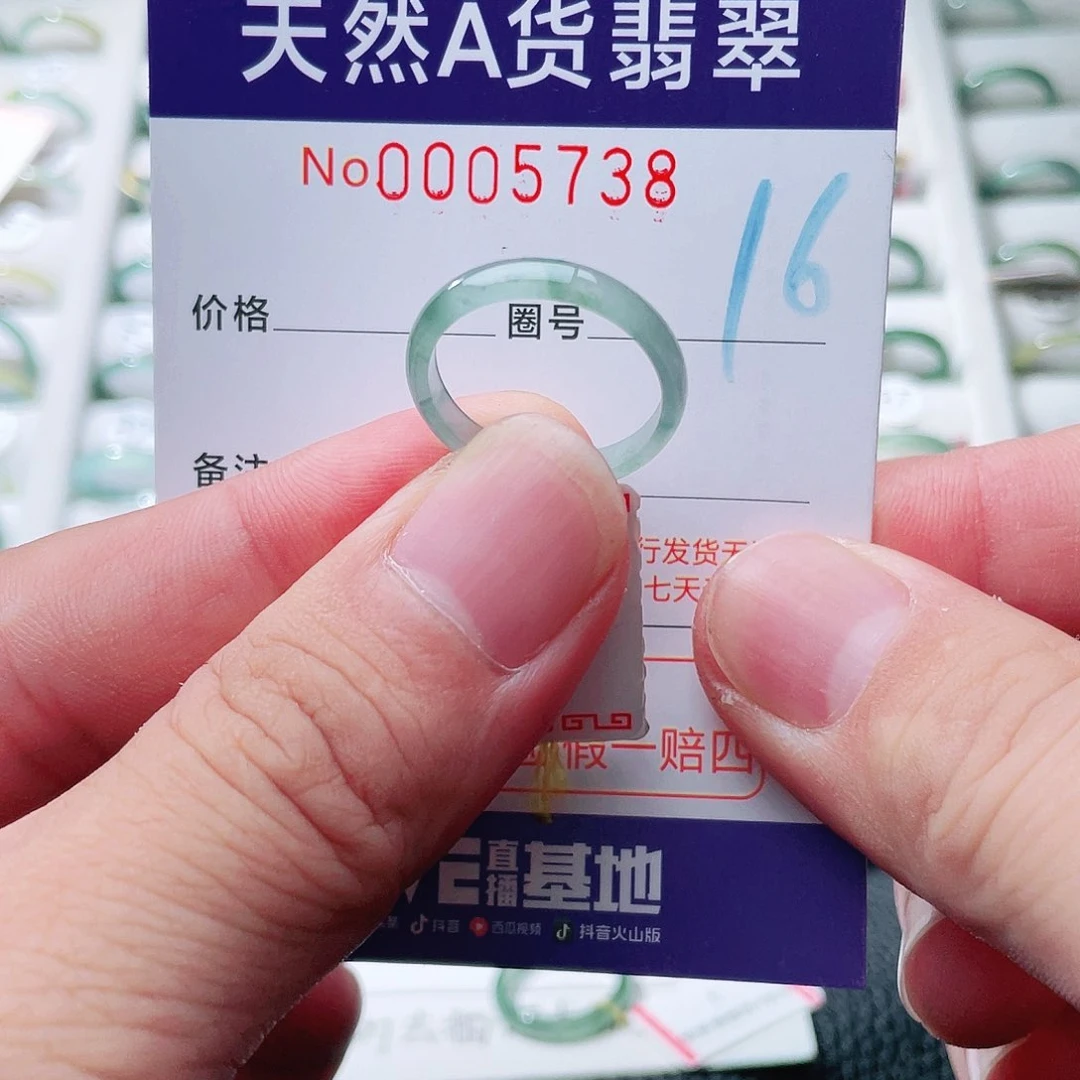 天然A货翡翠
No0005738
16
价格 圈号
备注
行发货天
七天
假一赔四
E直播基地
抖音 西瓜视频 抖音火山版